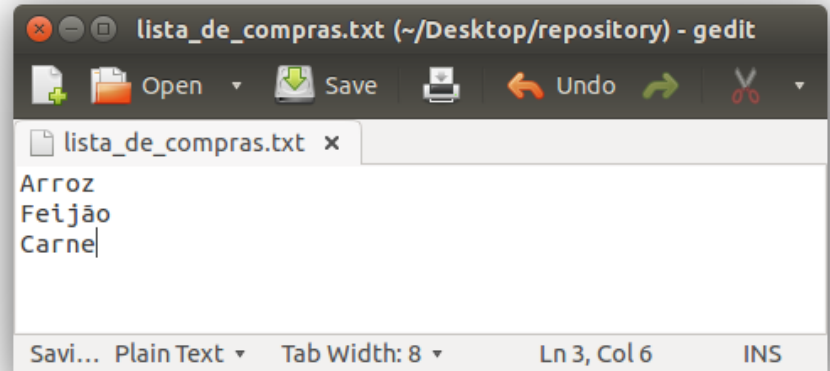 lista_de_compras.txt (~/Desktop/repository) - gedit
Open Save Undo
lista_de_compras.txt ×
Arroz
Feijão
Carne
Savi... Plain Text Tab Width: 8 Ln 3, Col 6 INS